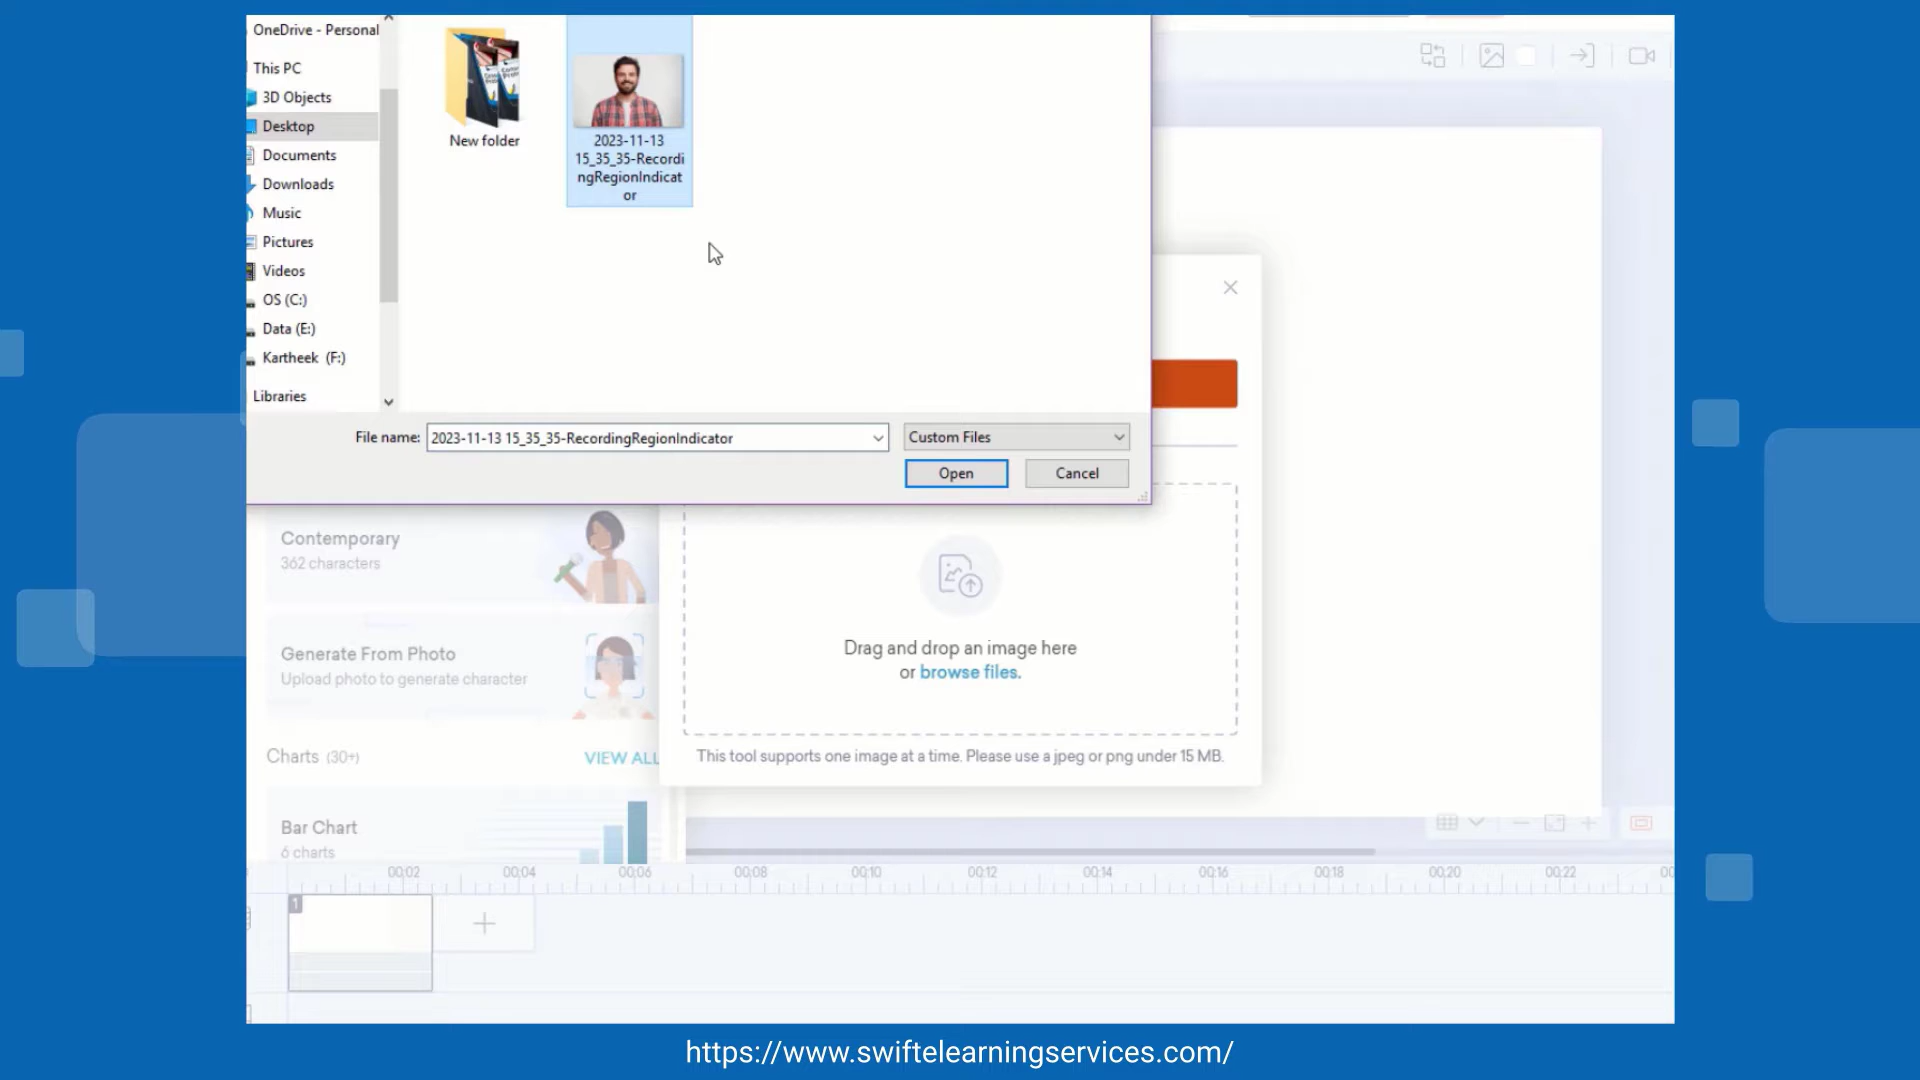 OneDrive - Personal
This PC
3D Objects
Desktop
Documents
Downloads
Music
Pictures
Videos
OS (C:)
Data (E:)
Kartheek (F:)
Libraries
New folder
2023-11-13
15_35_35-Recordi
ngRegionIndicat
or
File name: 2023-11-13 15_35_35-RecordingRegionIndicator
Custom Files
Open
Cancel
Contemporary
362 characters
Generate From Photo
Upload photo to generate character
Charts (30+)
VIEW ALL
Bar Chart
6 charts
Drag and drop an image here
or browse files.
This tool supports one image at a time. Please use a jpeg or png under 15 MB.
00:02 00:04 00:06 00:08 00:10 00:12 00:14 00:16 00:18 00:20 00:22
1
https://www.swiftelearningservices.com/